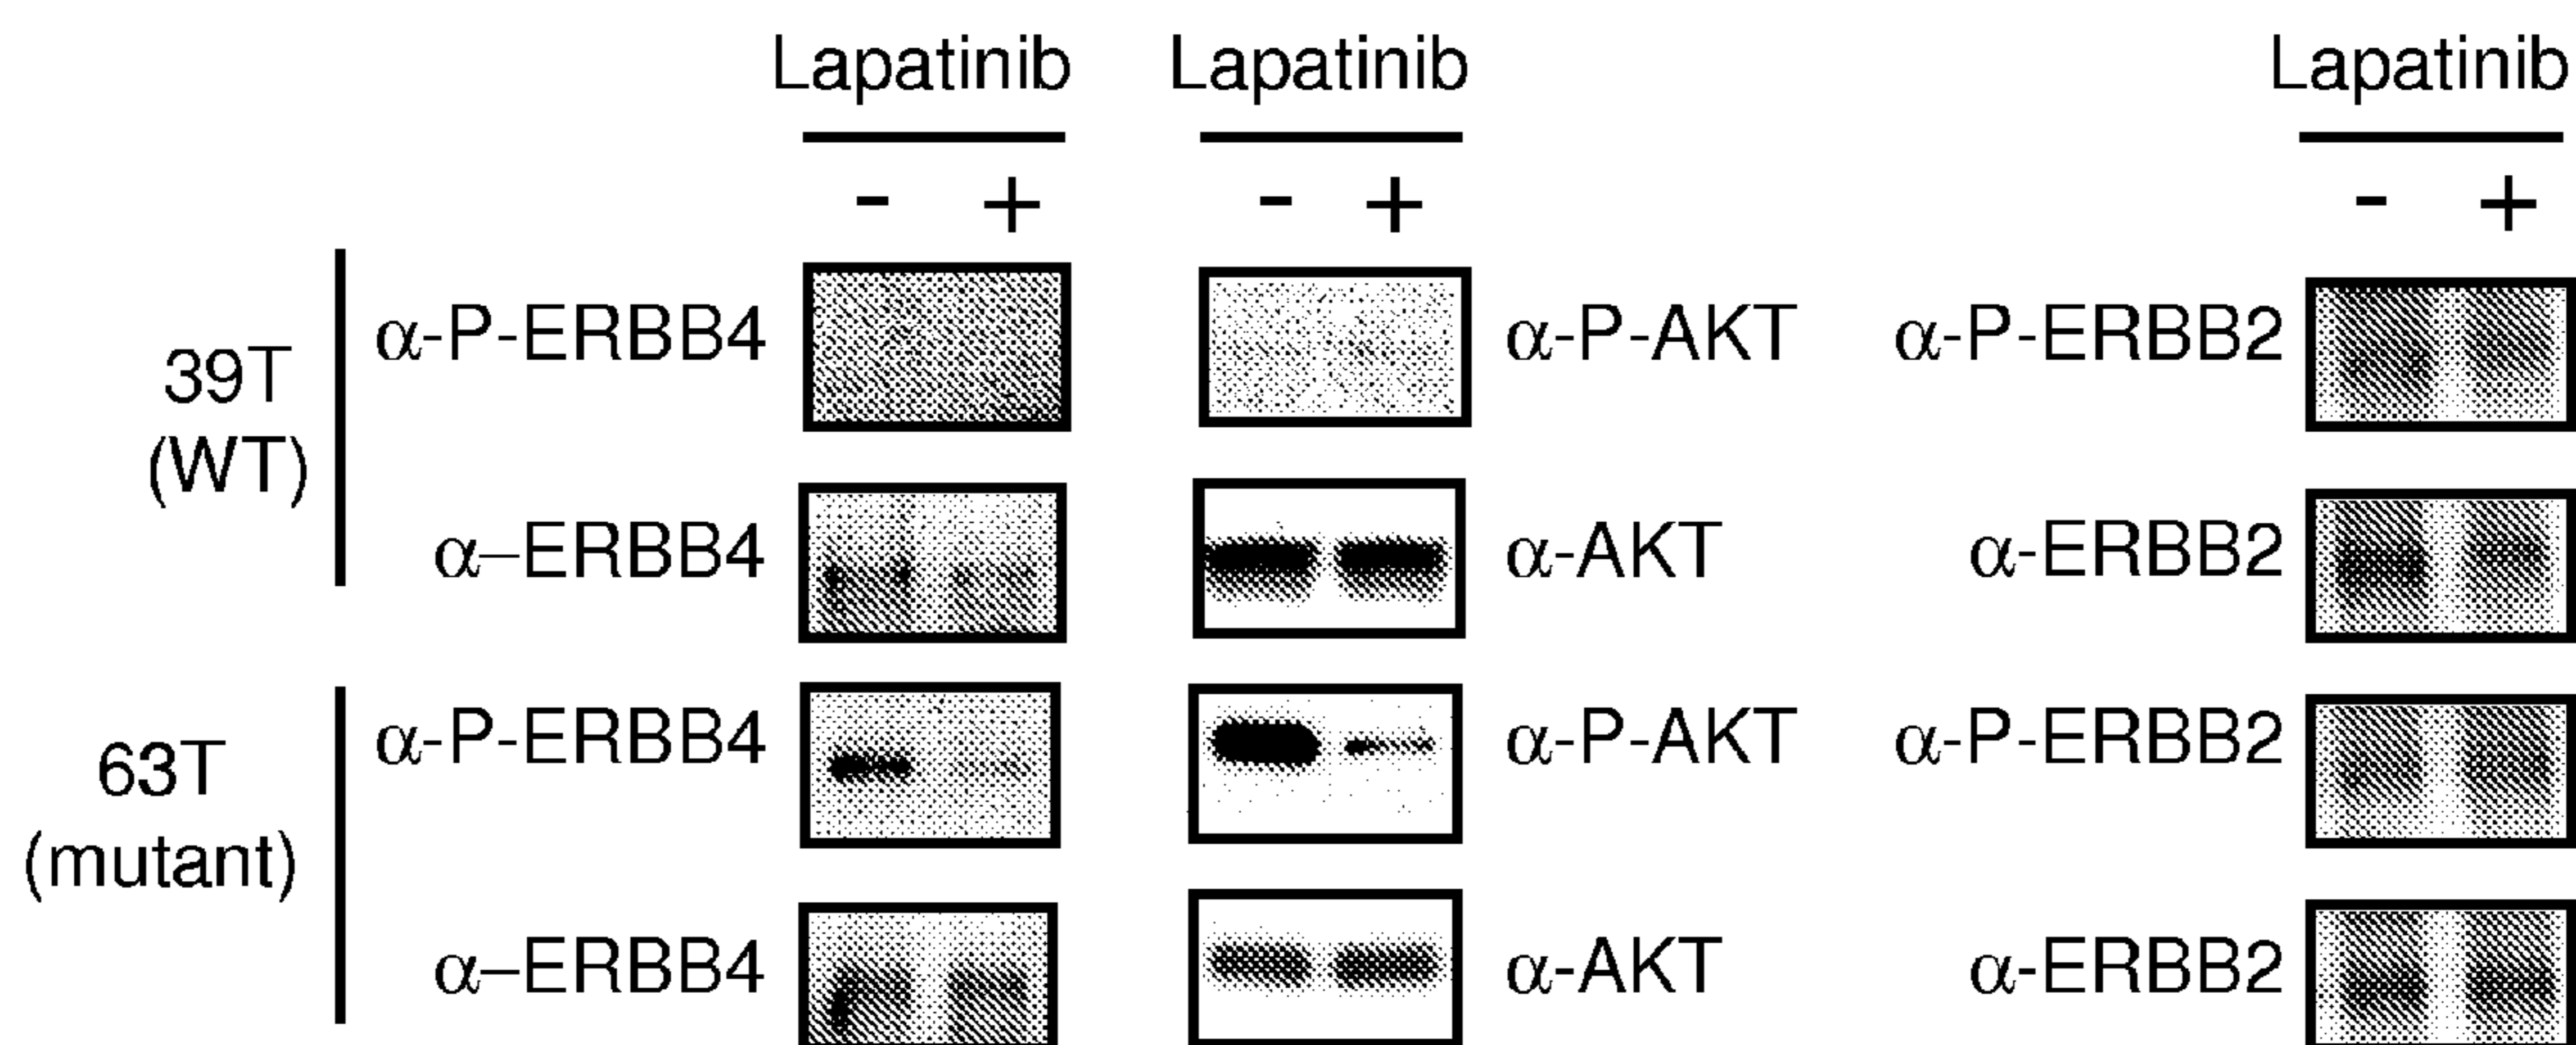 Lapatinib Lapatinib Lapatinib
- + - + - +
39T
(WT)
α-P-ERBB4 α-P-AKT α-P-ERBB2
α–ERBB4 α-AKT α-ERBB2
63T
(mutant)
α-P-ERBB4 α-P-AKT α-P-ERBB2
α–ERBB4 α-AKT α-ERBB2